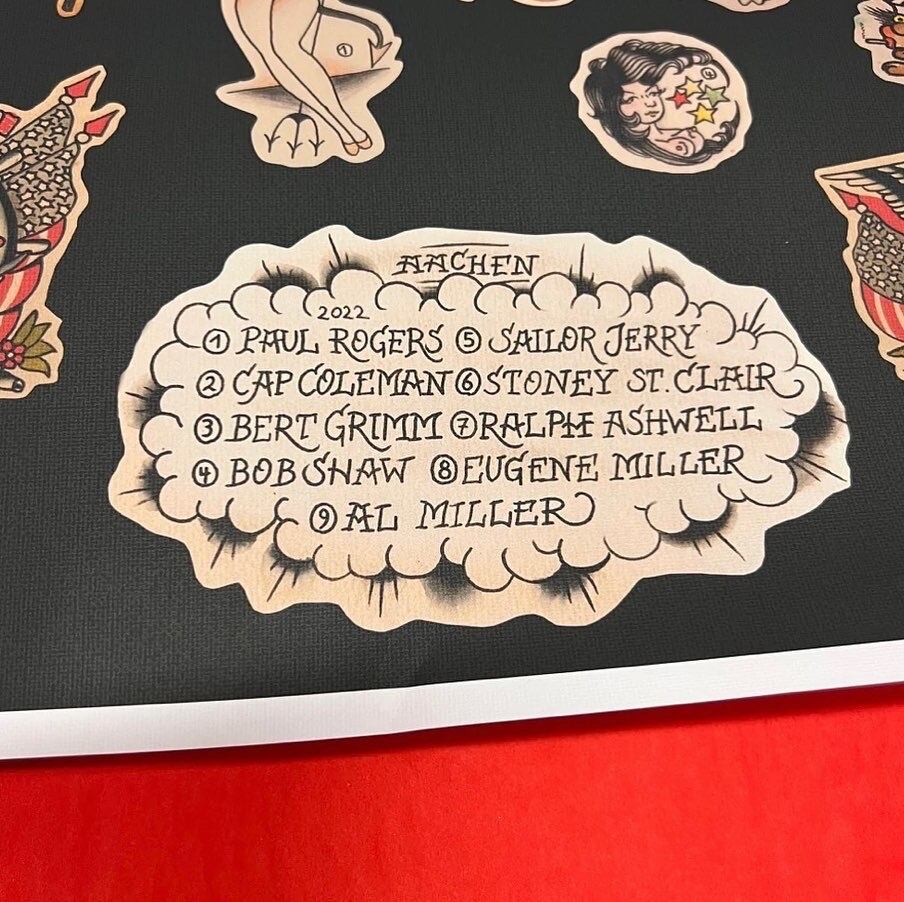 ①
AACHEN
2022
① PAUL ROGERS ⑤ SAILOR JERRY
② CAP COLEMAN ⑥ STONEY ST. CLAIR
③ BERT GRIMM ⑦ RALPH ASHWELL
④ BOB SHAW ⑧ EUGENE MILLER
⑨ AL MILLER